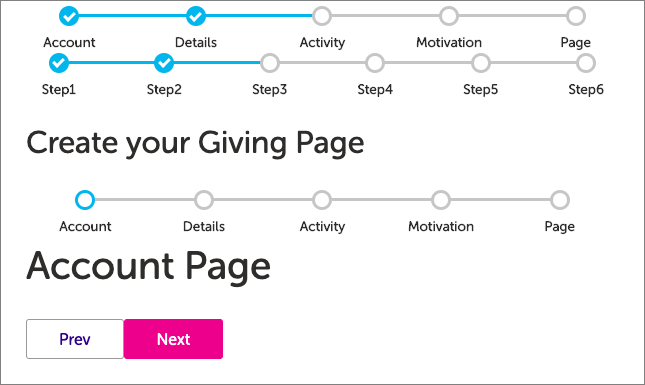 Account Details Activity Motivation Page
Step1 Step2 Step3 Step4 Step5 Step6
Create your Giving Page
Account Details Activity Motivation Page
Account Page
Prev Next